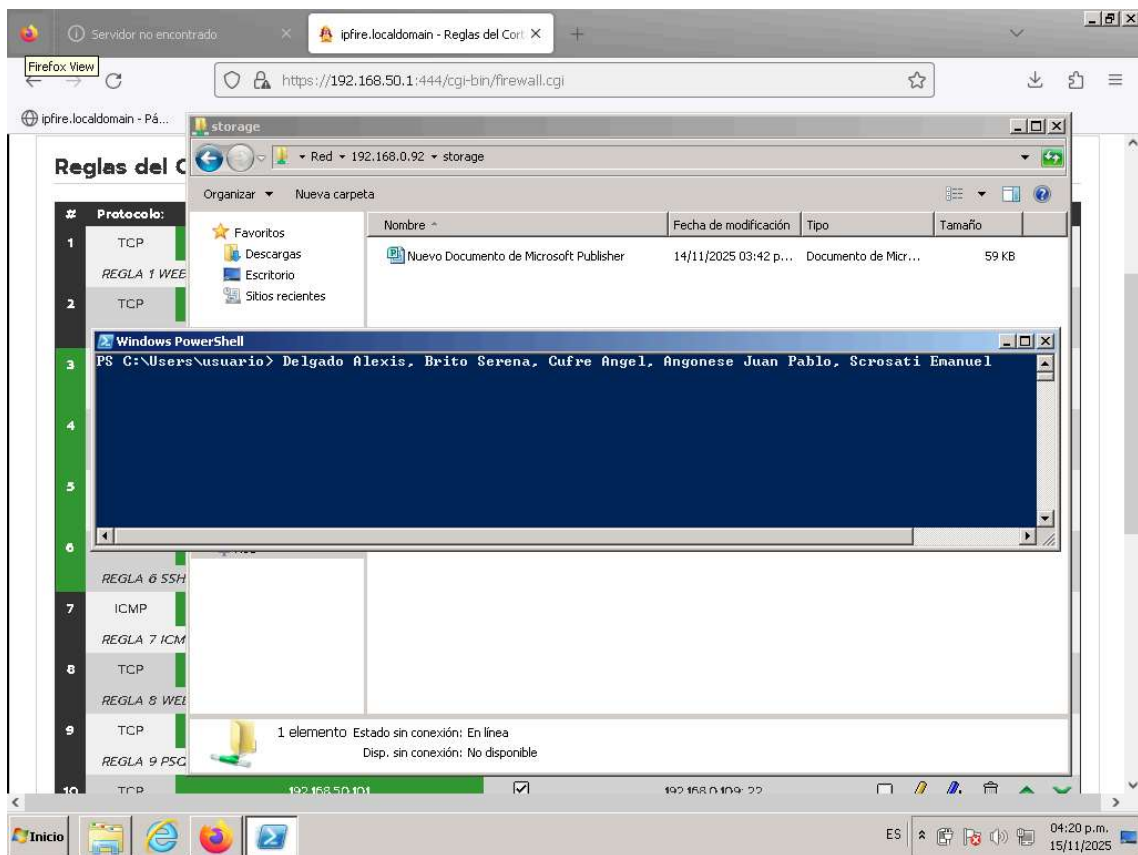 Servidor no encontrado
ipfire.localdomain - Reglas del Cort
Firefox View
https://192.168.50.1:444/cgi-bin/firewall.cgi
ipfire.localdomain - Pá...
storage
Red 192.168.0.92 storage
Reglas del C
Organizar Nueva carpeta
# Protocolo:
Favoritos
Descargas
Escritorio
Sitios recientes
Nombre Fecha de modificación Tipo Tamaño
Nuevo Documento de Microsoft Publisher 14/11/2025 03:42 p... Documento de Micr... 59 KB
1 TCP
REGLA 1 WEB
2 TCP
Windows PowerShell
PS C:\Users\usuario> Delgado Alexis, Brito Serena, Cufre Angel, Angonese Juan Pablo, Scrosati Emanuel
3
4
5
6
REGLA 6 SSH
7 ICMP
REGLA 7 ICM
8 TCP
REGLA 8 WEB
9 TCP
REGLA 9 PSQ
1 elemento Estado sin conexión: En línea
Disp. sin conexión: No disponible
10 TCP 192.168.50.101 192.168.0.109: 22
Inicio
ES
04:20 p.m.
15/11/2025